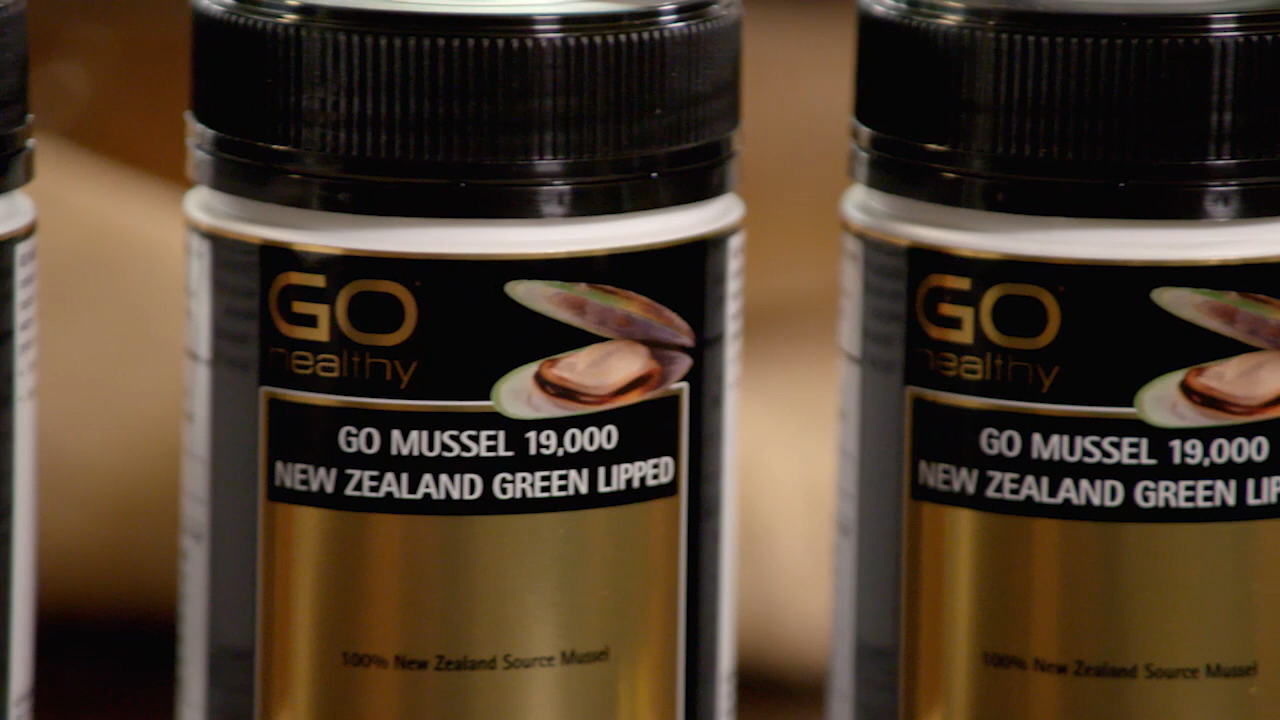 GO
healthy
GO MUSSEL 19,000
NEW ZEALAND GREEN LIPPED
100% New Zealand Source Mussel
GO
healthy
GO MUSSEL 19,000
NEW ZEALAND GREEN LIP
100% New Zealand Source Mussel